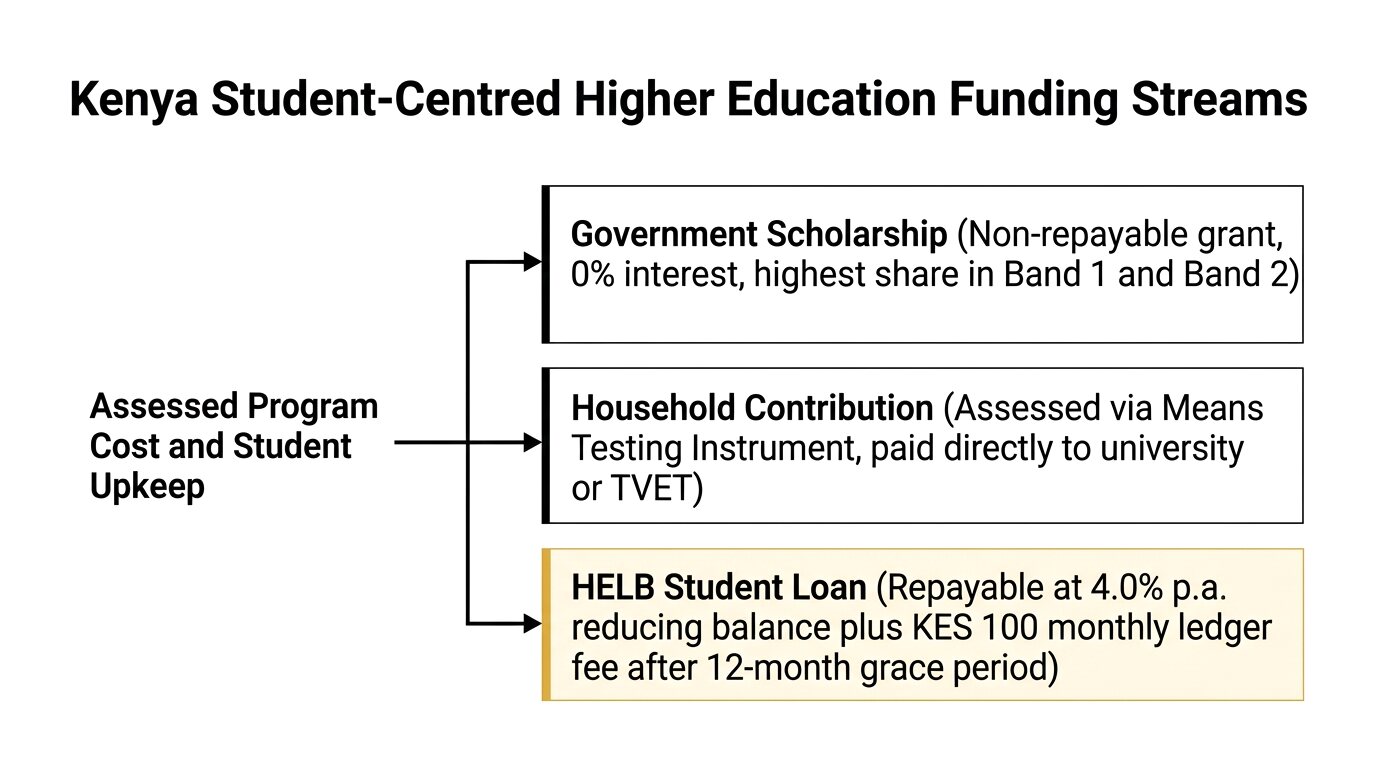 Kenya Student-Centred Higher Education Funding Streams
Assessed Program
Cost and Student
Upkeep
Government Scholarship (Non-repayable grant,
0% interest, highest share in Band 1 and Band 2)
Household Contribution (Assessed via Means
Testing Instrument, paid directly to university
or TVET)
HELB Student Loan (Repayable at 4.0% p.a.
reducing balance plus KES 100 monthly ledger
fee after 12-month grace period)